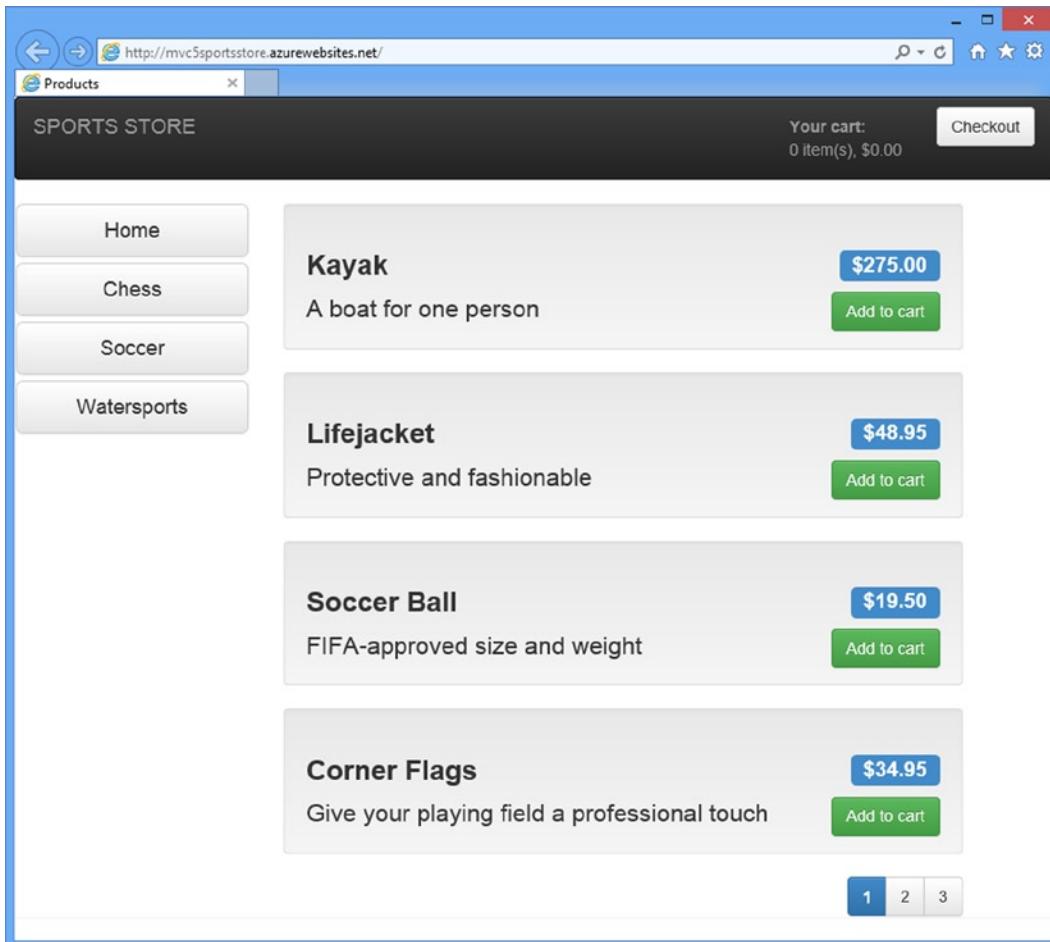 http://mvc5sportsstore.azurewebsites.net/
Products
SPORTS STORE
Your cart:
0 item(s), $0.00
Checkout
Home
Chess
Soccer
Watersports
Kayak
$275.00
A boat for one person
Add to cart
Lifejacket
$48.95
Protective and fashionable
Add to cart
Soccer Ball
$19.50
FIFA-approved size and weight
Add to cart
Corner Flags
$34.95
Give your playing field a professional touch
Add to cart
1 2 3